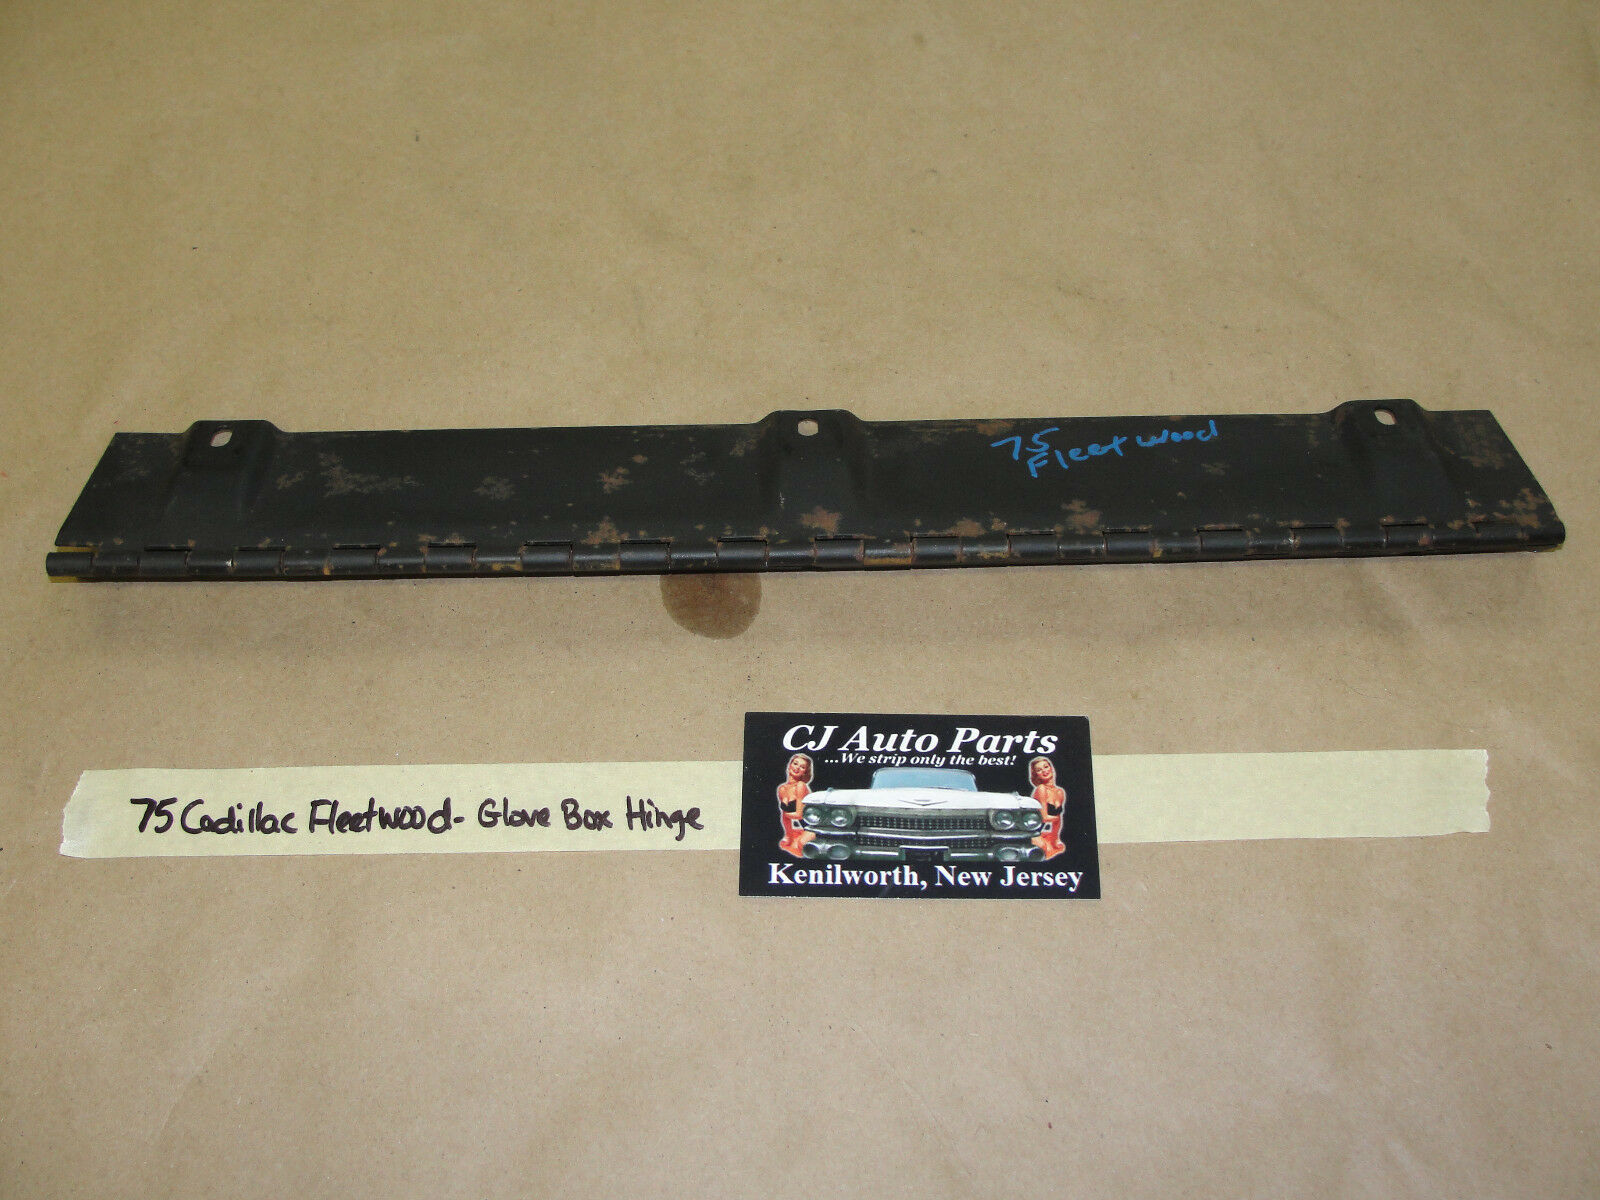 75
Fleetwood
75 Cadillac Fleetwood- Glove Box Hinge
CJ Auto Parts
...We strip only the best!
Kenilworth, New Jersey